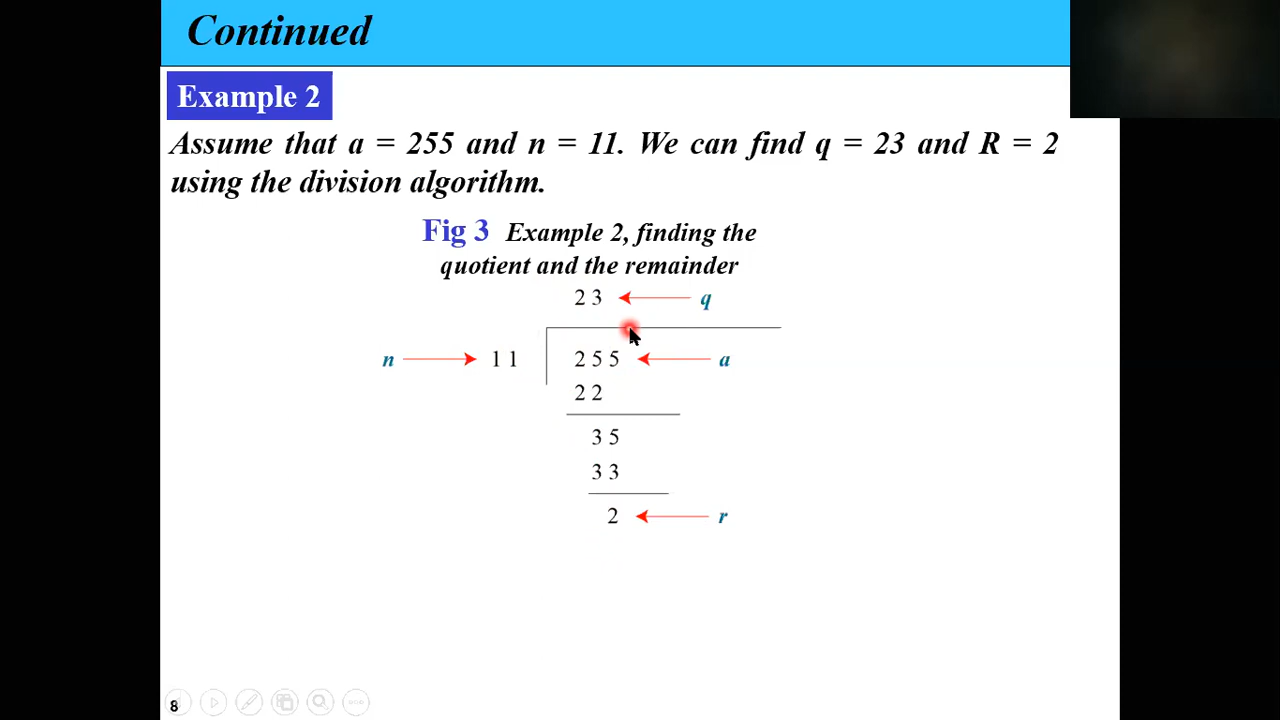 Continued
Example 2
Assume that a = 255 and n = 11. We can find q = 23 and R = 2
using the division algorithm.
Fig 3 Example 2, finding the
quotient and the remainder
2 3 q
n 1 1 2 5 5 a
2 2
3 5
3 3
2 r
8